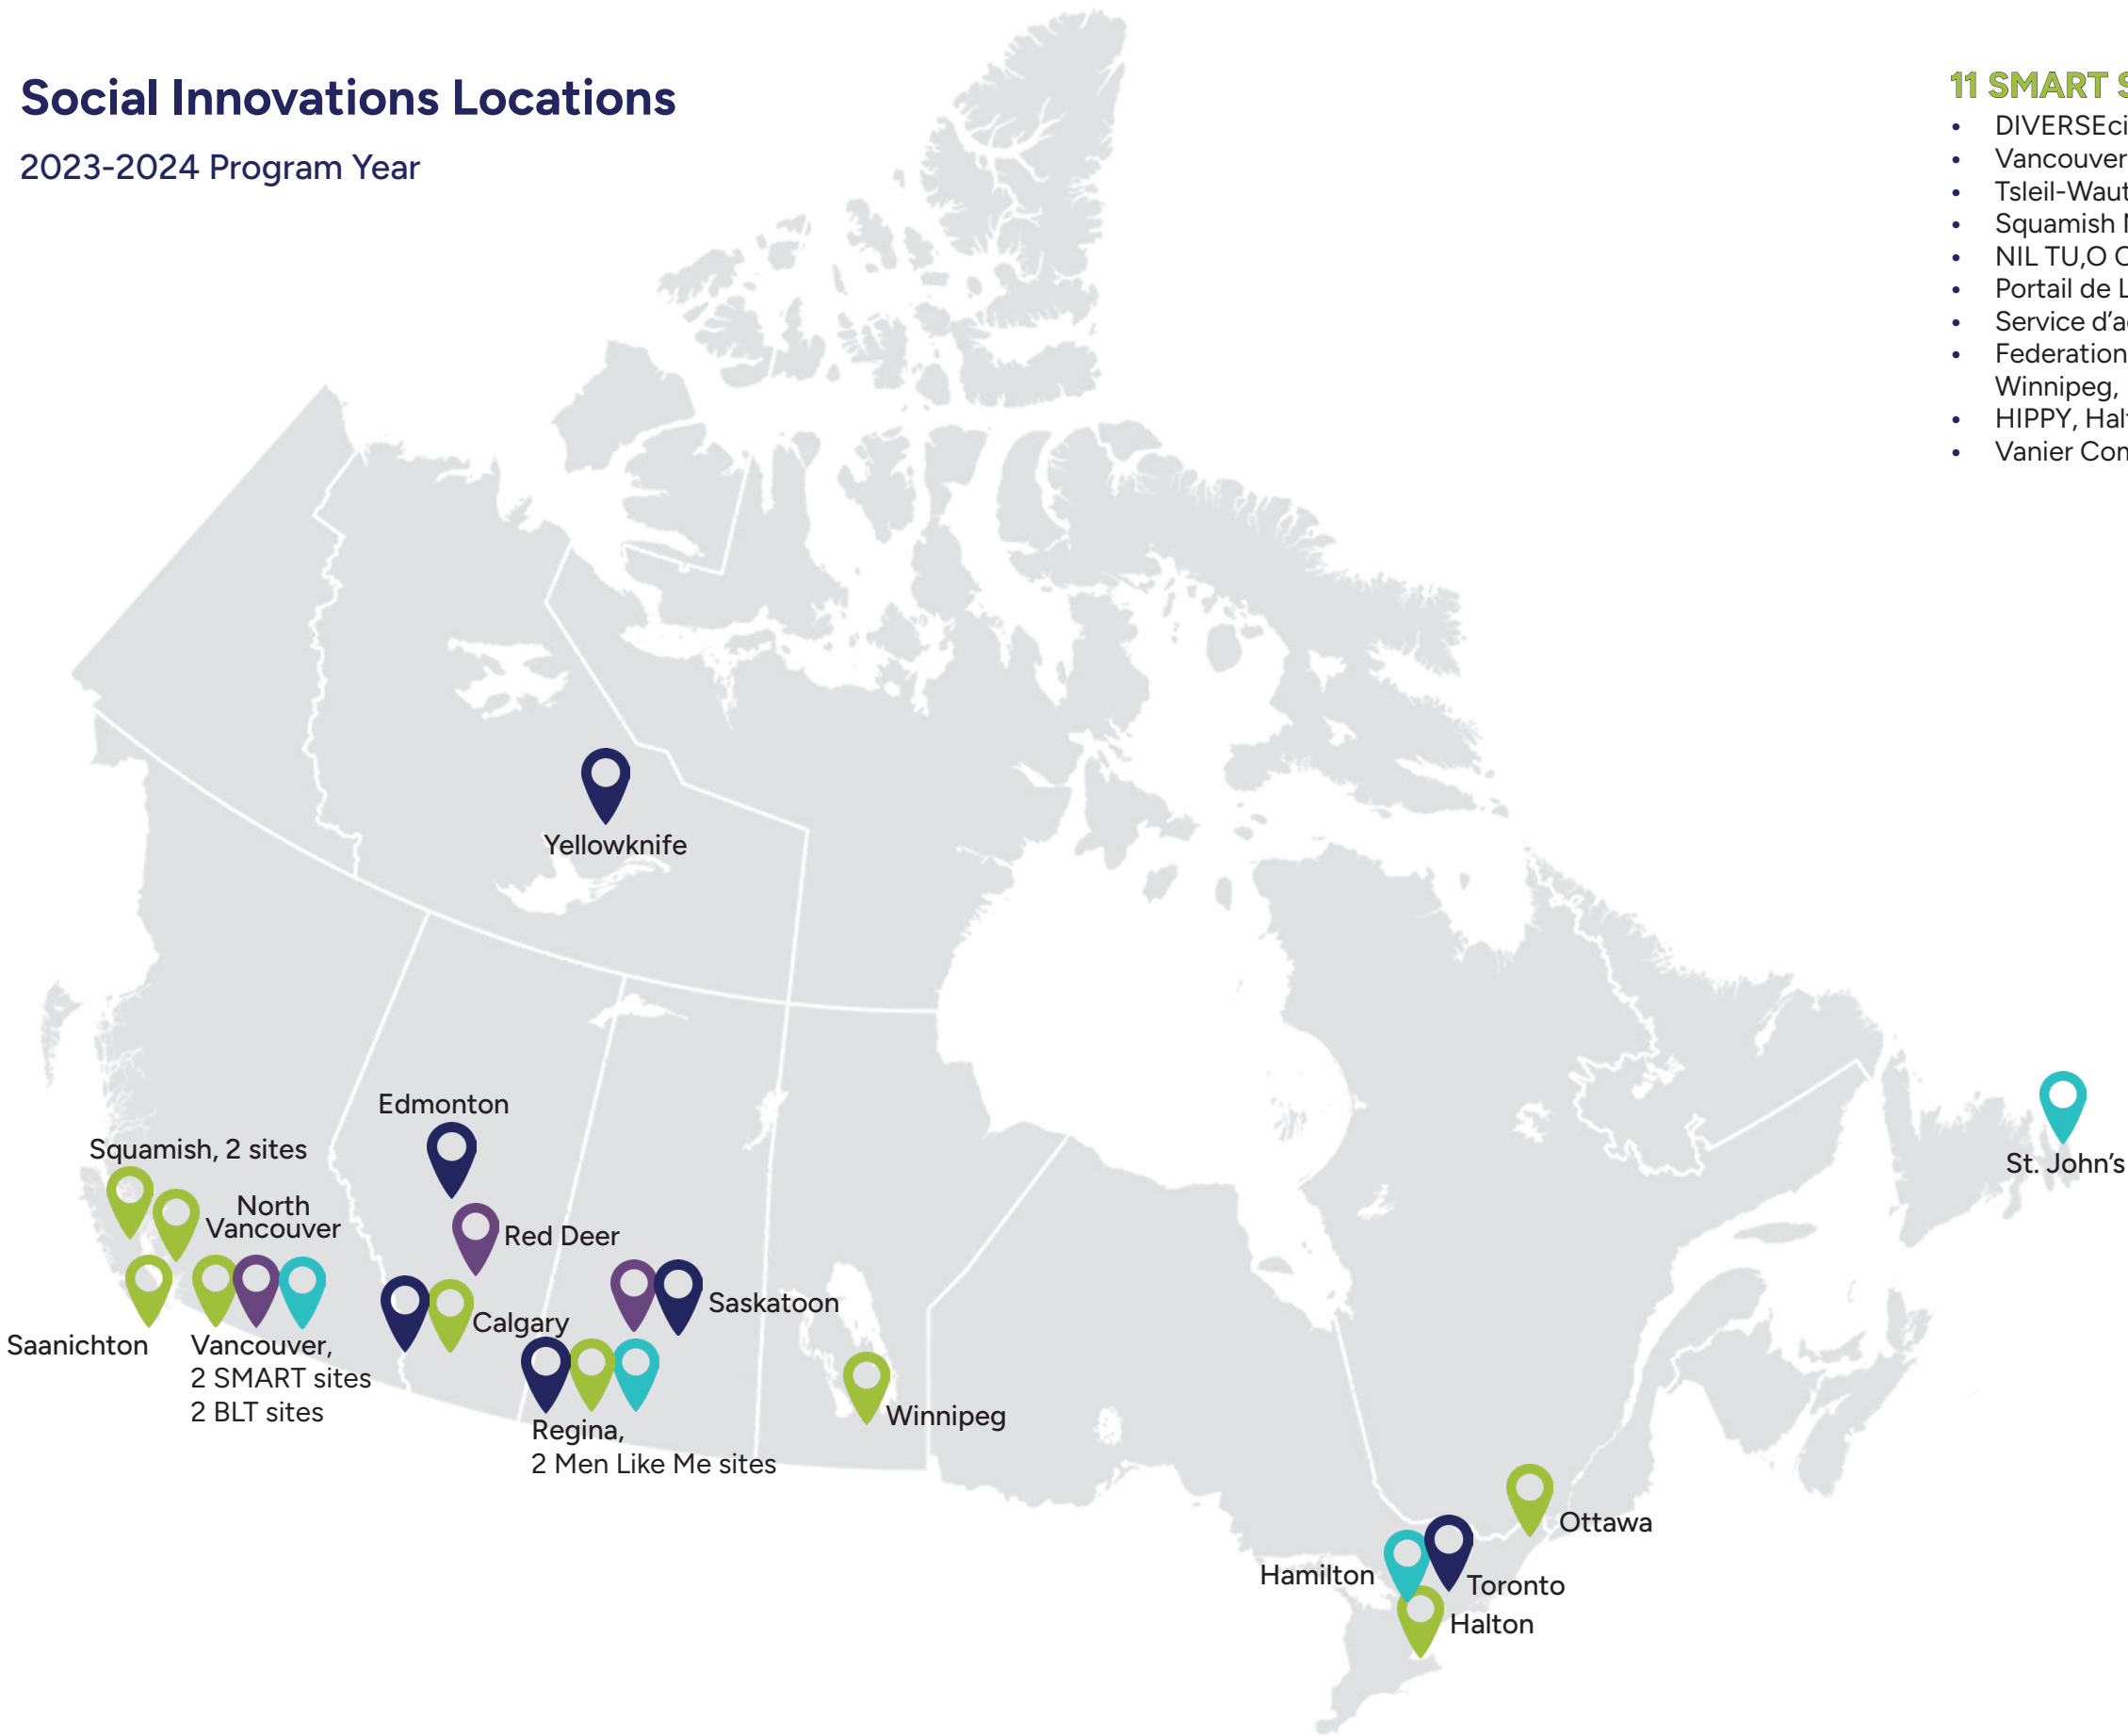 Social Innovations Locations
2023-2024 Program Year
11 SMART
DIVERSEci
Vancouver
Tsleil-Waut
Squamish
NIL TU,O
Portail de
Service d’a
Federation
Winnipeg,
HIPPY, Hal
Vanier Con
Yellowknife
Edmonton
Squamish, 2 sites
North
Vancouver
Red Deer
Saskatoon
Calgary
Saanichton
Vancouver,
2 SMART sites
2 BLT sites
Regina,
2 Men Like Me sites
Winnipeg
St. John’s
Ottawa
Hamilton
Toronto
Halton